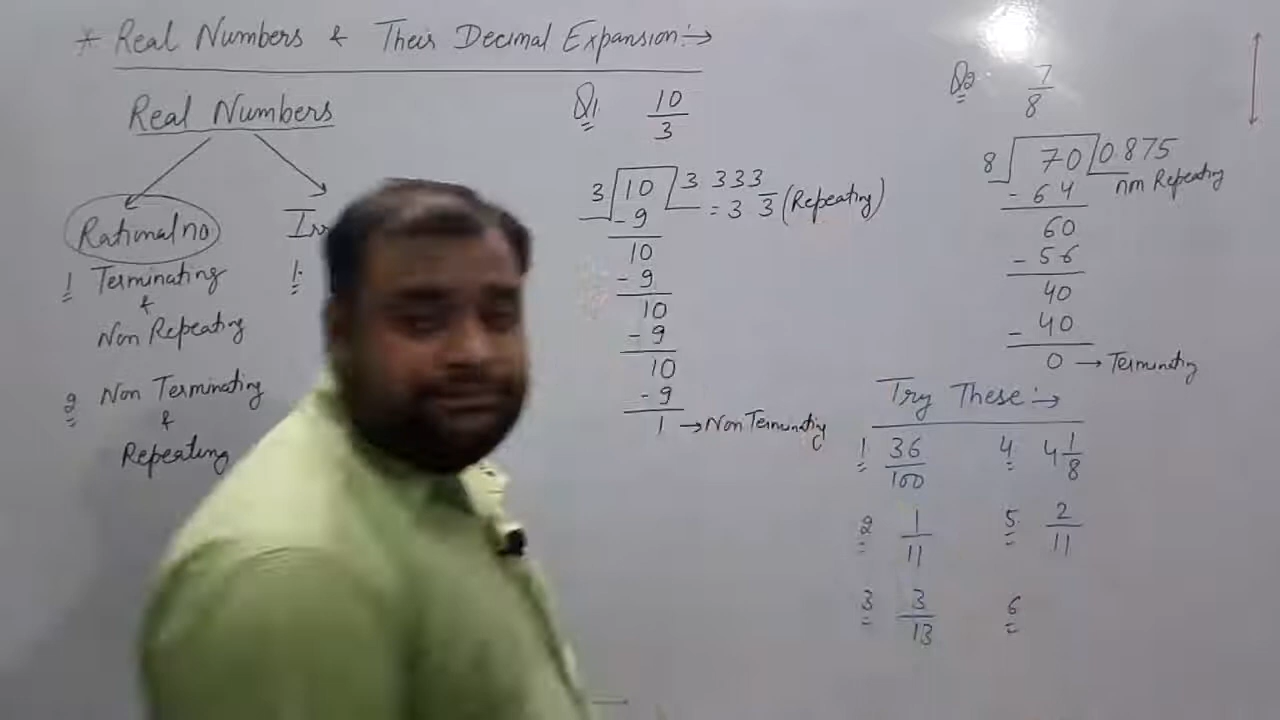 * Real Numbers & Their Decimal Expansion:→
Real Numbers
Rational no
1 Terminating
&
Non Repeating
2 Non Terminating
&
Repeating
1.
Q1 10/3
3 10 3 333
- 9 = 3 3 (Repeating)
10
- 9
10
- 9
10
- 9
1 → Non Terminating
Q2 7/8
8 70 0.875
- 64 nm Repeating
60
- 56
40
- 40
0 → Terminating
Try These :→
1 36/100 4 4 1/8
2 1/11 5 2/11
3 3/13 6